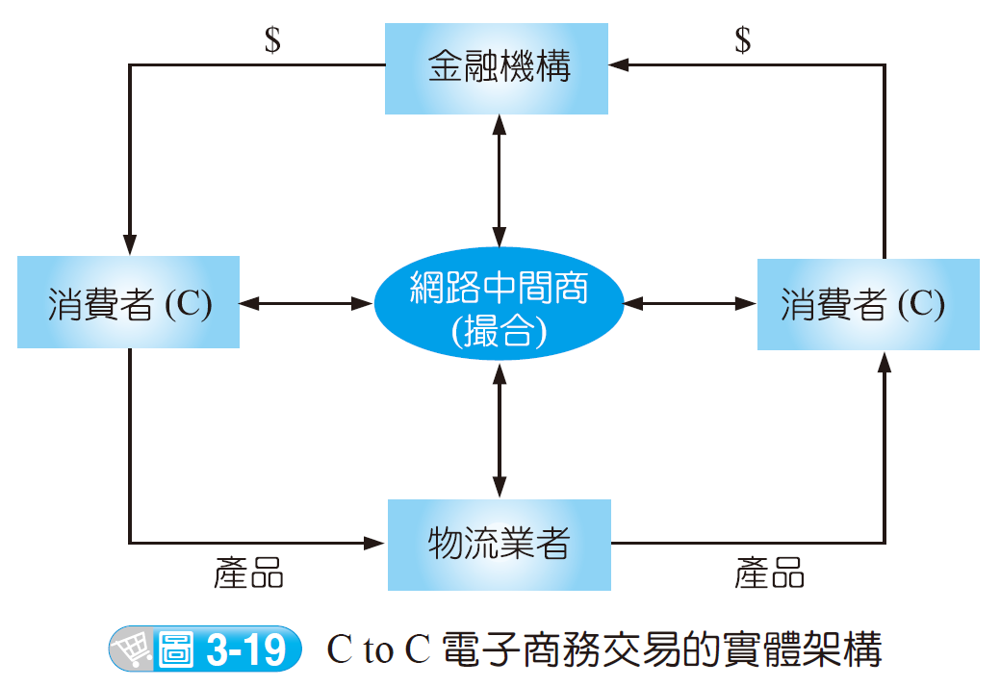 $
金融機構
$
消費者 (C)
網路中間商
(撮合)
消費者 (C)
物流業者
產品
產品
圖 3-19 C to C 電子商務交易的實體架構